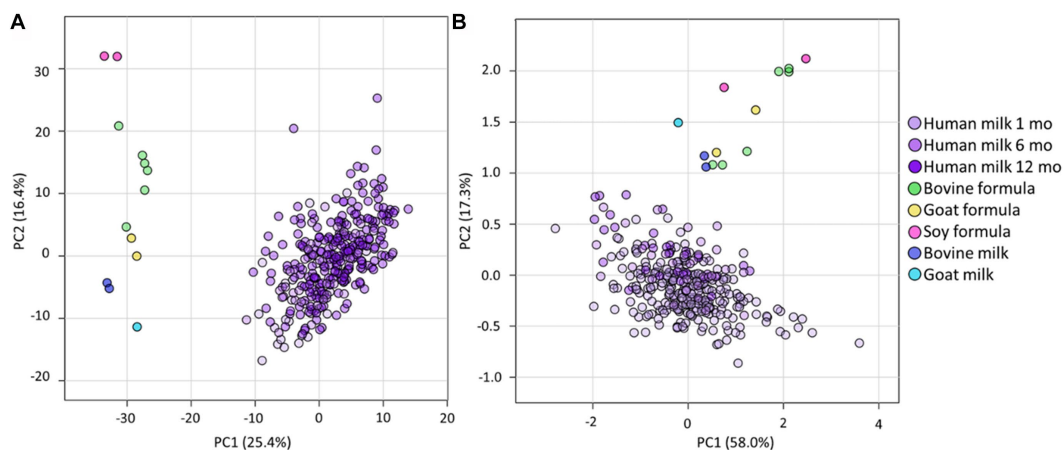 A
30
20
10
0
-10
-20
-30
-20
-10
0
10
20
PC2 (16.4%)
PC1 (25.4%)
B
2.0
1.5
1.0
0.5
0.0
-0.5
-1.0
-2
0
2
4
PC2 (17.3%)
PC1 (58.0%)
Human milk 1 mo
Human milk 6 mo
Human milk 12 mo
Bovine formula
Goat formula
Soy formula
Bovine milk
Goat milk